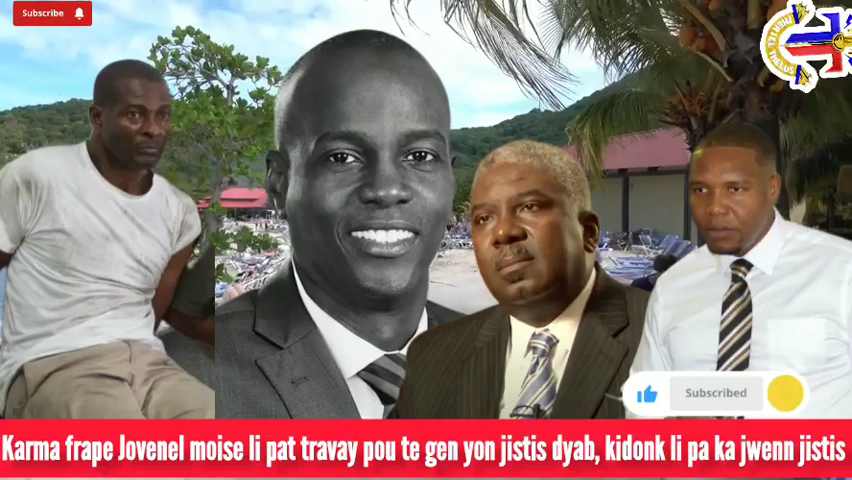 Subscribe
Subscribed
Karma frape Jovenel moise li pat travay pou te gen yon jistis dyab, kidonk li pa ka jwenn jistis